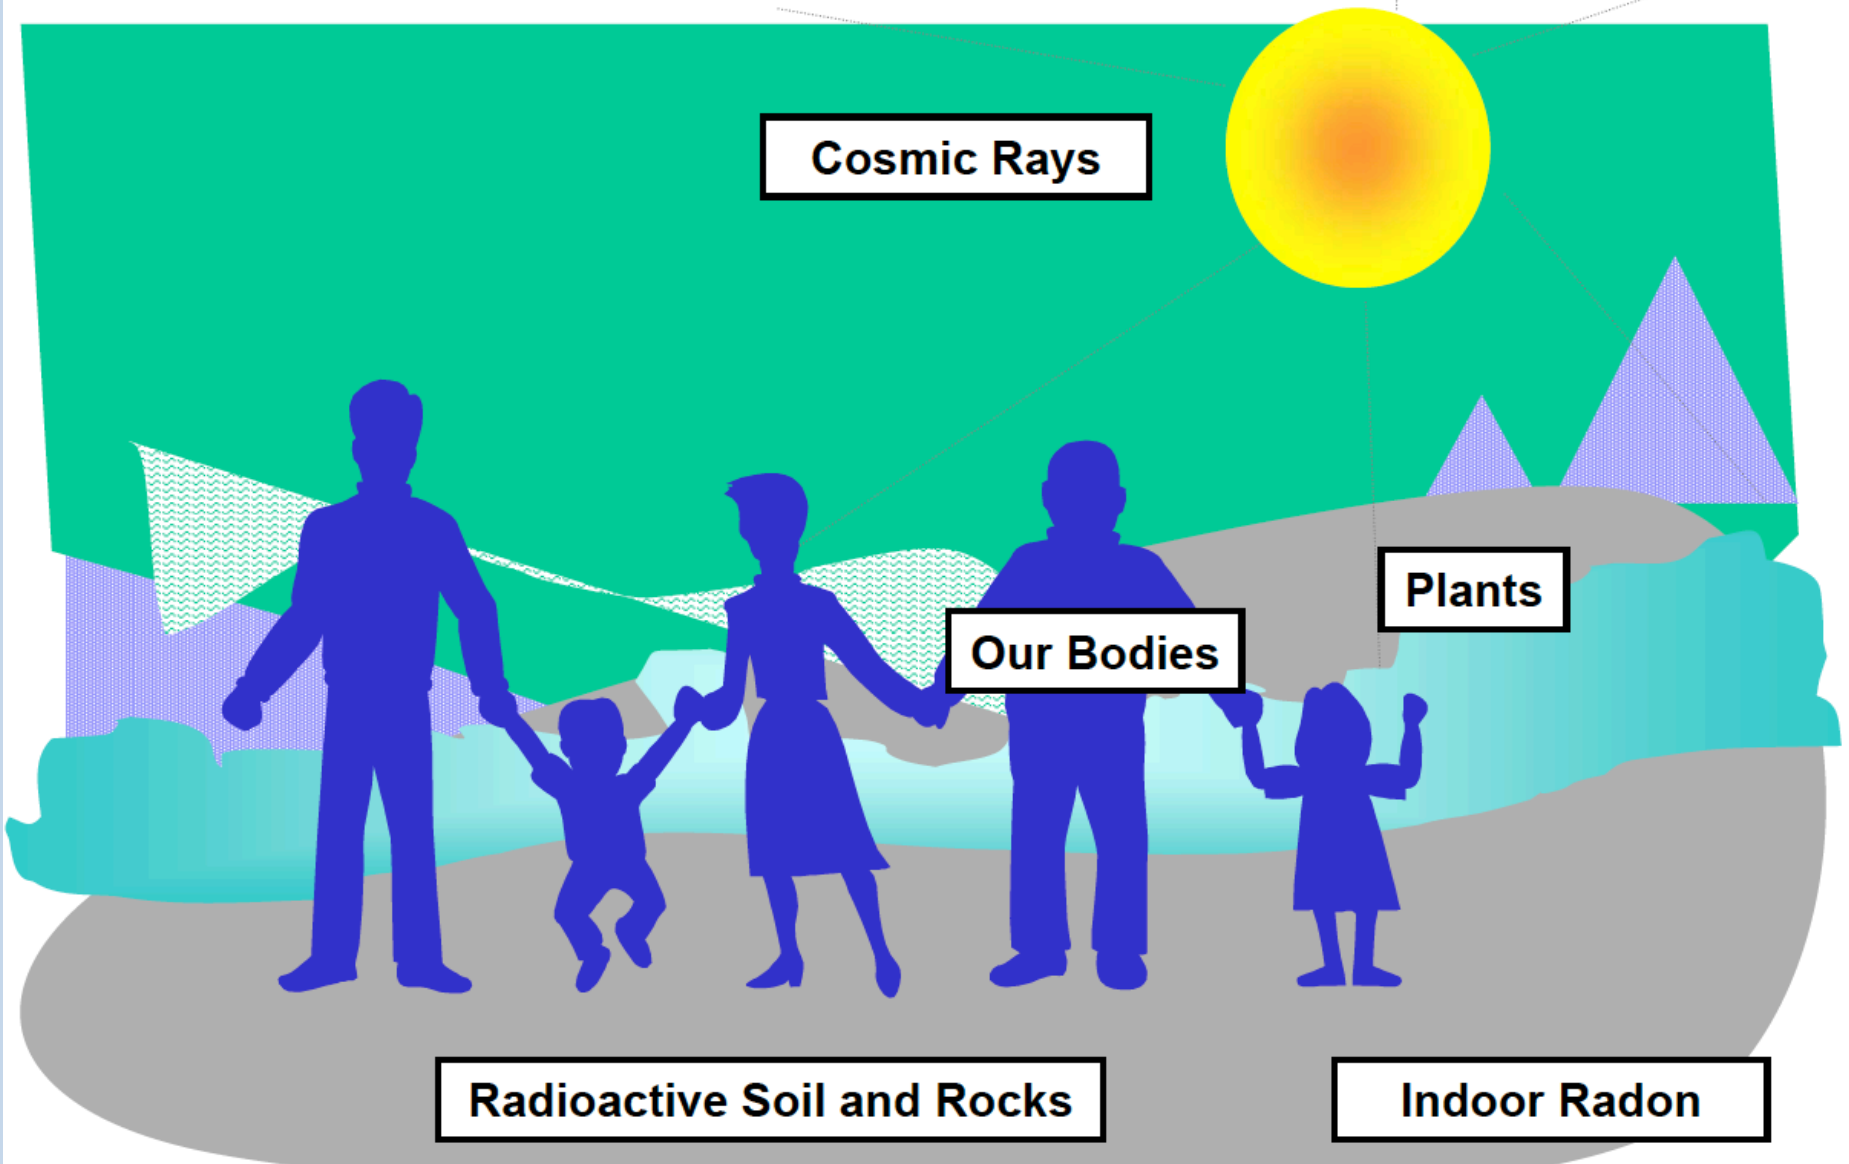 Cosmic Rays
Plants
Our Bodies
Radioactive Soil and Rocks
Indoor Radon